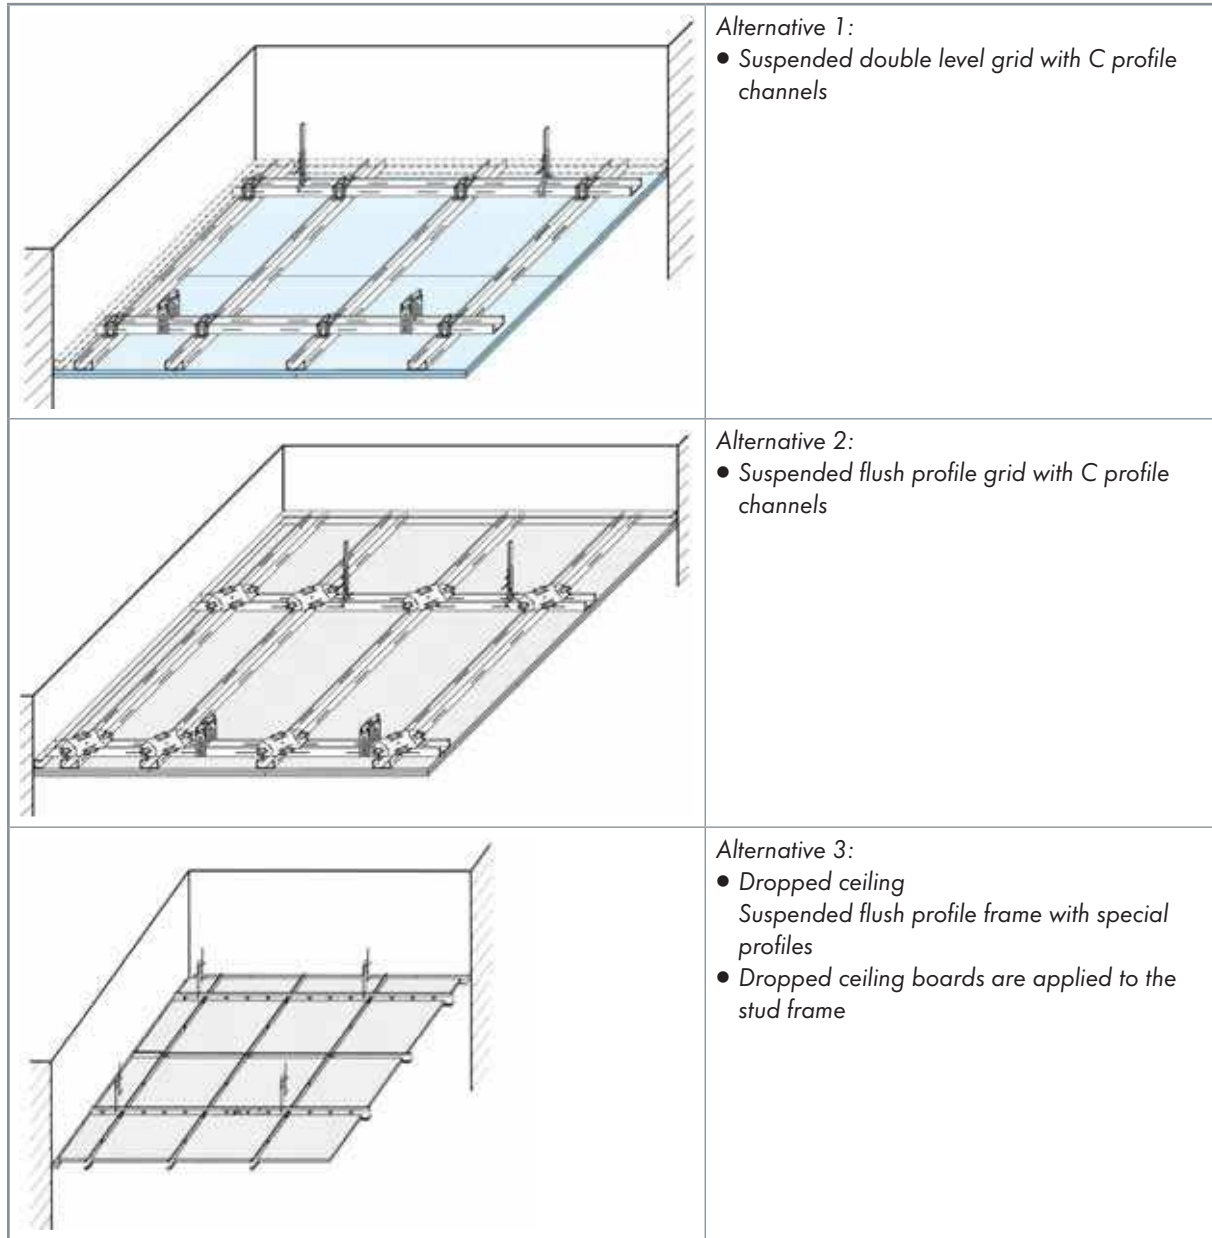 Alternative 1:
• Suspended double level grid with C profile
channels
Alternative 2:
• Suspended flush profile grid with C profile
channels
Alternative 3:
• Dropped ceiling
Suspended flush profile frame with special
profiles
• Dropped ceiling boards are applied to the
stud frame